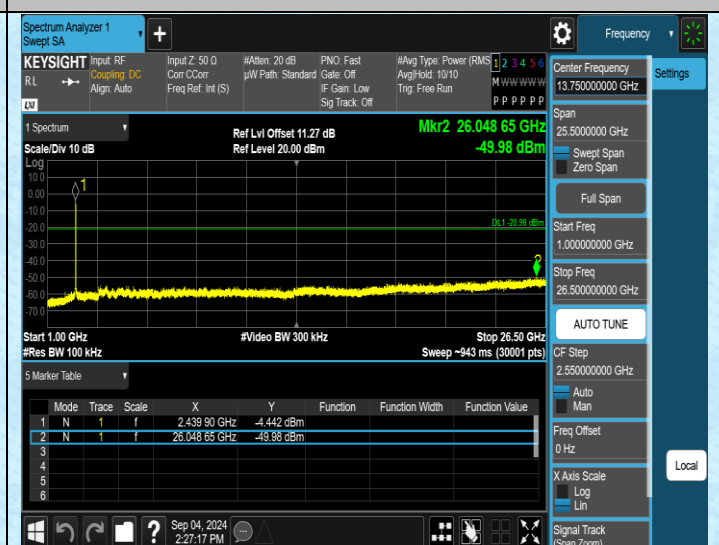 Spectrum Analyzer 1
Swept SA
Frequency
KEYSIGHT
RL
LXI
Input: RF
Coupling: DC
Align: Auto
Input Z: 50 Ω
Corr CCorr
Freq Ref: Int (S)
#Atten: 20 dB
µW Path: Standard
PNO: Fast
Gate: Off
IF Gain: Low
Sig Track: Off
#Avg Type: Power (RMS
Avg|Hold: 10/10
Trig: Free Run
1 2 3 4 5 6
M W W W W W
P P P P P P
1 Spectrum
Scale/Div 10 dB
Ref Lvl Offset 11.27 dB
Ref Level 20.00 dBm
Mkr2 26.048 65 GHz
-49.98 dBm
Log
10.0
0.00
-10.0
-20.0
-30.0
-40.0
-50.0
-60.0
-70.0
1
DL1 -20.98 dBm
2
Start 1.00 GHz
#Res BW 100 kHz
#Video BW 300 kHz
Stop 26.50 GHz
Sweep ~943 ms (30001 pts)
5 Marker Table
Mode Trace Scale X Y Function Function Width Function Value
1 N 1 f 2.439 90 GHz -4.442 dBm
2 N 1 f 26.048 65 GHz -49.98 dBm
3
4
5
6
Sep 04, 2024
2:27:17 PM
Center Frequency
13.750000000 GHz
Settings
Span
25.5000000 GHz
Swept Span
Zero Span
Full Span
Start Freq
1.000000000 GHz
Stop Freq
26.500000000 GHz
AUTO TUNE
CF Step
2.550000000 GHz
Auto
Man
Freq Offset
0 Hz
Local
X Axis Scale
Log
Lin
Signal Track
(Span Zoom)